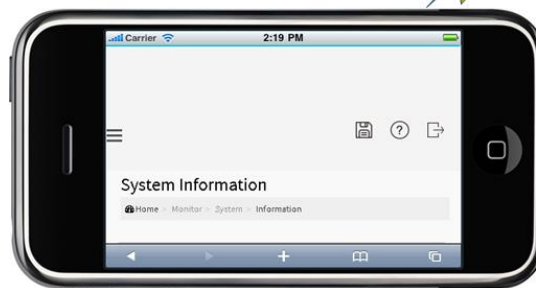 Carrier 2:19 PM
System Information
Home > Monitor > System > Information